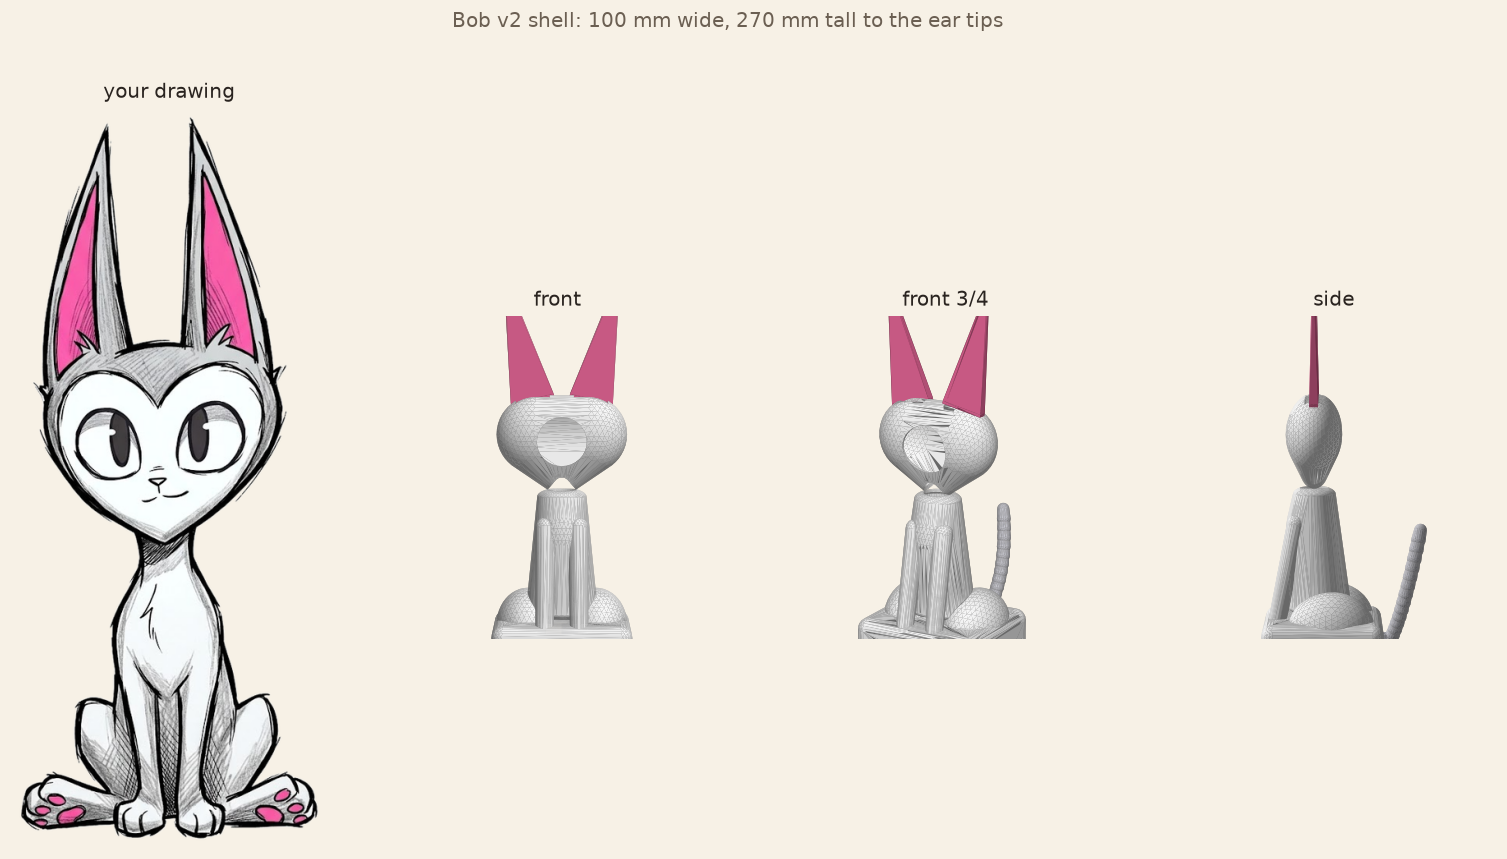 Bob v2 shell: 100 mm wide, 270 mm tall to the ear tips
your drawing
front
front 3/4
side